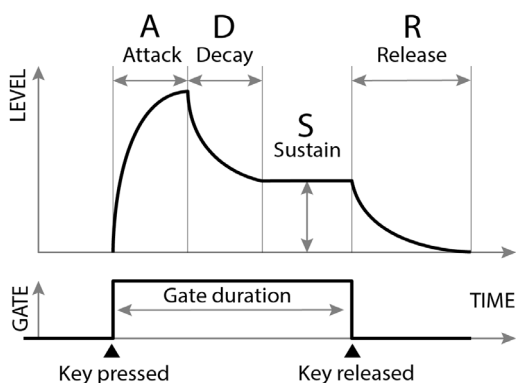 A
Attack
D
Decay
R
Release
LEVEL
S
Sustain
GATE
Gate duration
TIME
Key pressed
Key released